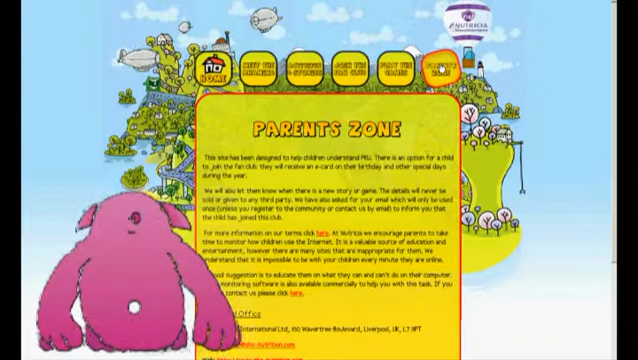 NUTRICIA
HOME
MEET THE
& STORIES
JOIN THE
FAN CLUB
PLAY THE
GAMES
PARENTS
ZONE
PARENTS ZONE
This site has been designed to help children understand PKU. There is an option for a child
to join the fan club: they will receive an e-card on their birthday and other special days
during the year.
We will also let them know when there is a new story or game. The details will never be
sold or given to any third party. We have also asked for your email which will only be used
once (unless you register to the community or contact us by email) to inform you that
the child has joined this club.
For more information on our terms click here. At Nutricia we encourage parents to take
time to monitor how children use the Internet. It is a valuable source of education and
entertainment, however there are many sites that are inappropriate for them. We
understand that it is impossible to be with your children every minute they are online.
good suggestion is to educate them on what they can and can't do on their computer.
monitoring software is also available commercially to help you with this task. If you
contact us please click here.
Office
International Ltd, 100 Wavertree Boulevard, Liverpool, UK, L7 9PT